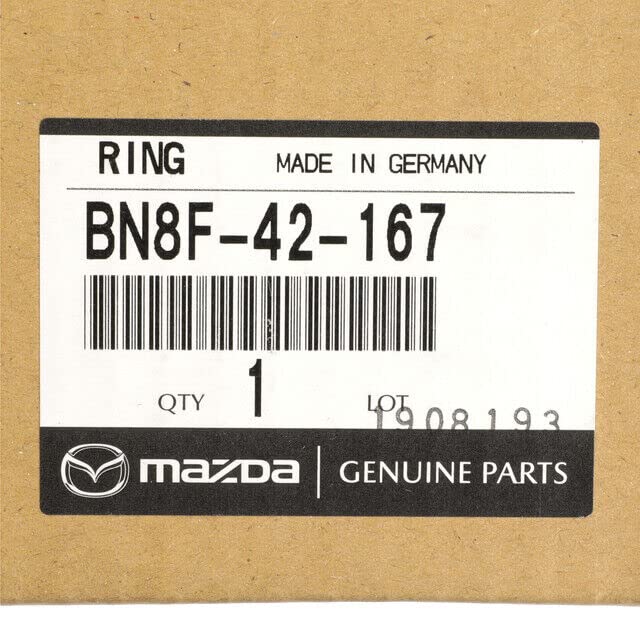 RING MADE IN GERMANY
BN8F-42-167
QTY 1 LOT 1908193
mazda GENUINE PARTS